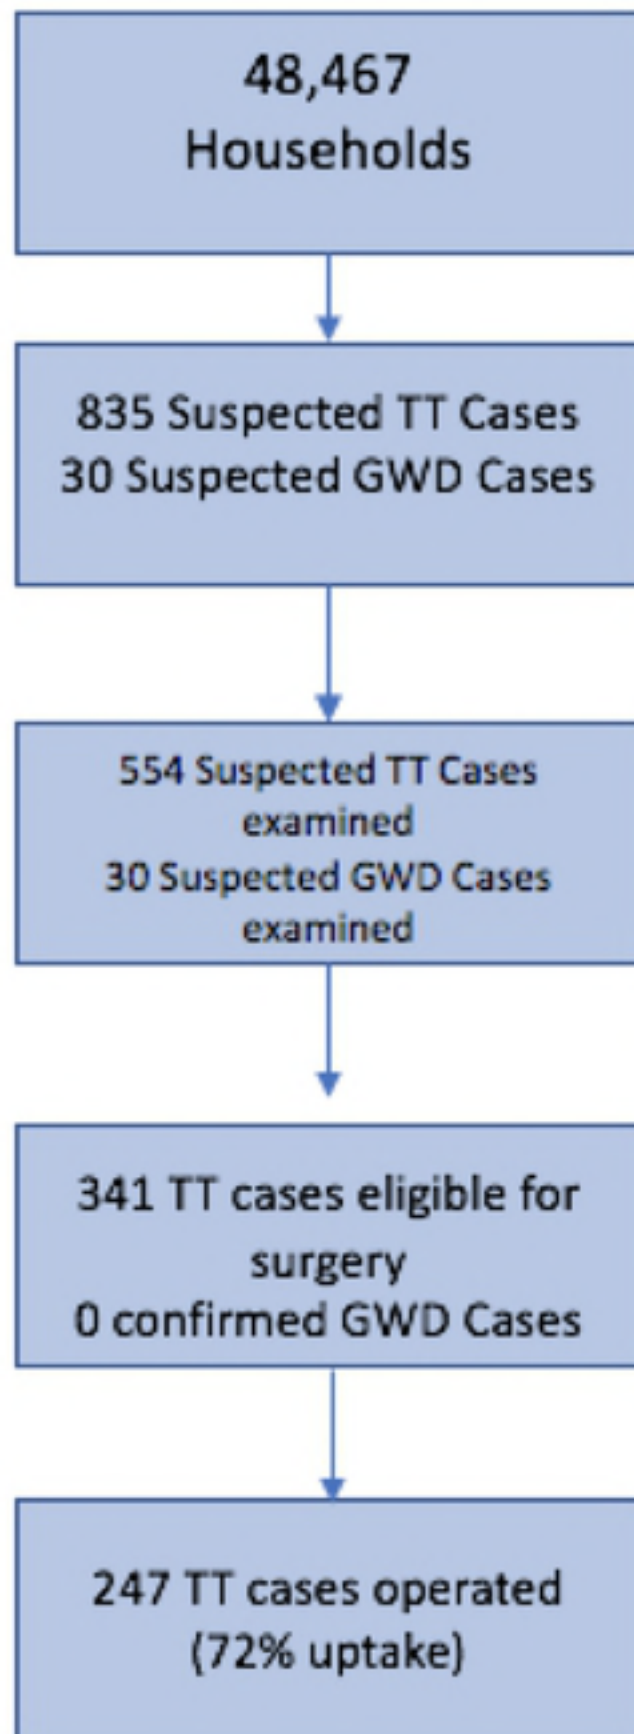 48,467
Households
835 Suspected TT Cases
30 Suspected GWD Cases
554 Suspected TT Cases
examined
30 Suspected GWD Cases
examined
341 TT cases eligible for
surgery
0 confirmed GWD Cases
247 TT cases operated
(72% uptake)